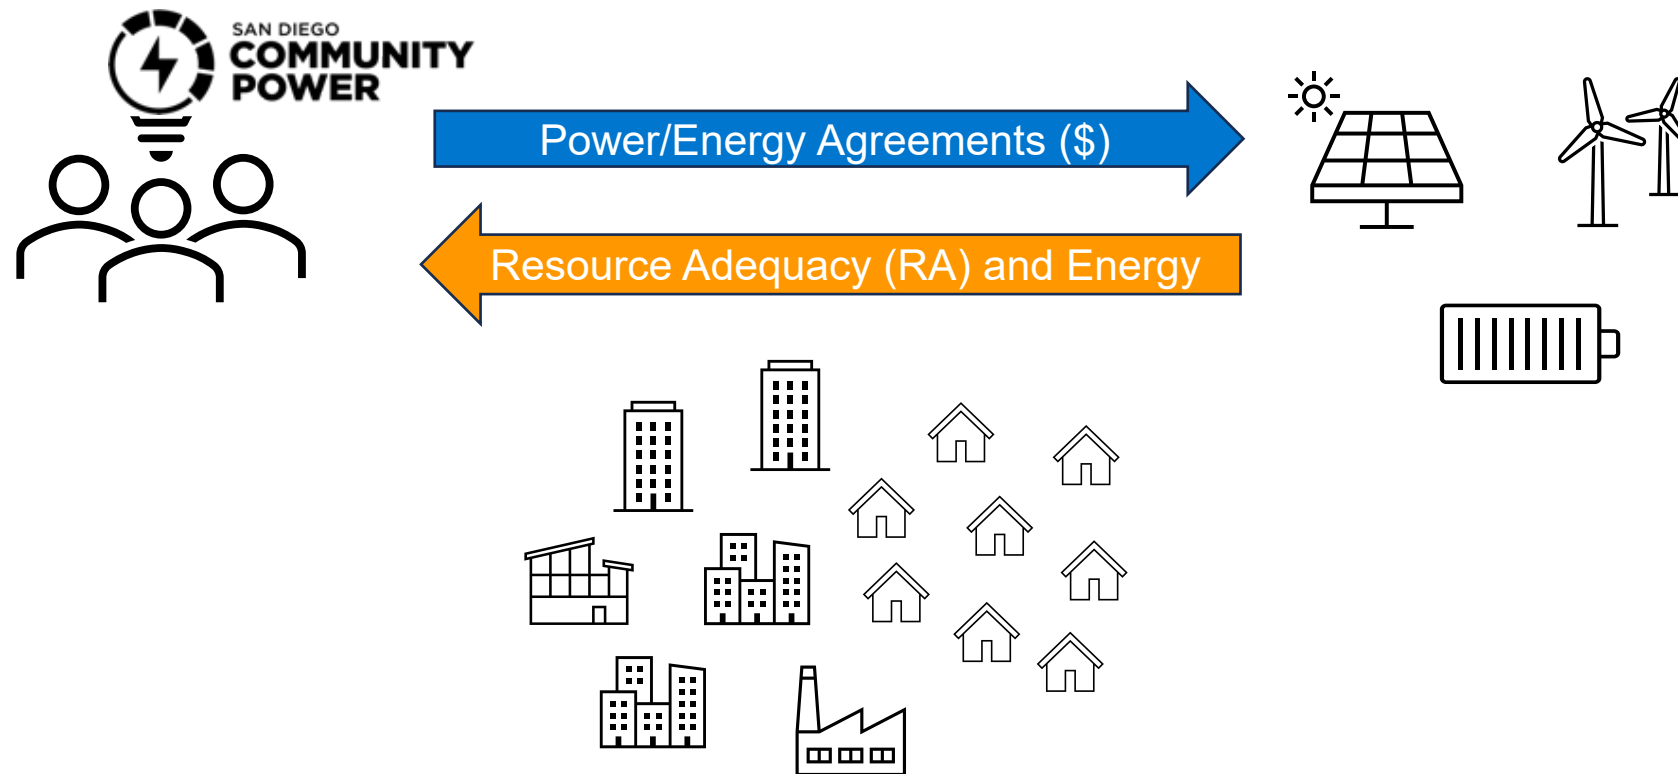 SAN DIEGO
COMMUNITY
POWER
Power/Energy Agreements ($)
Resource Adequacy (RA) and Energy